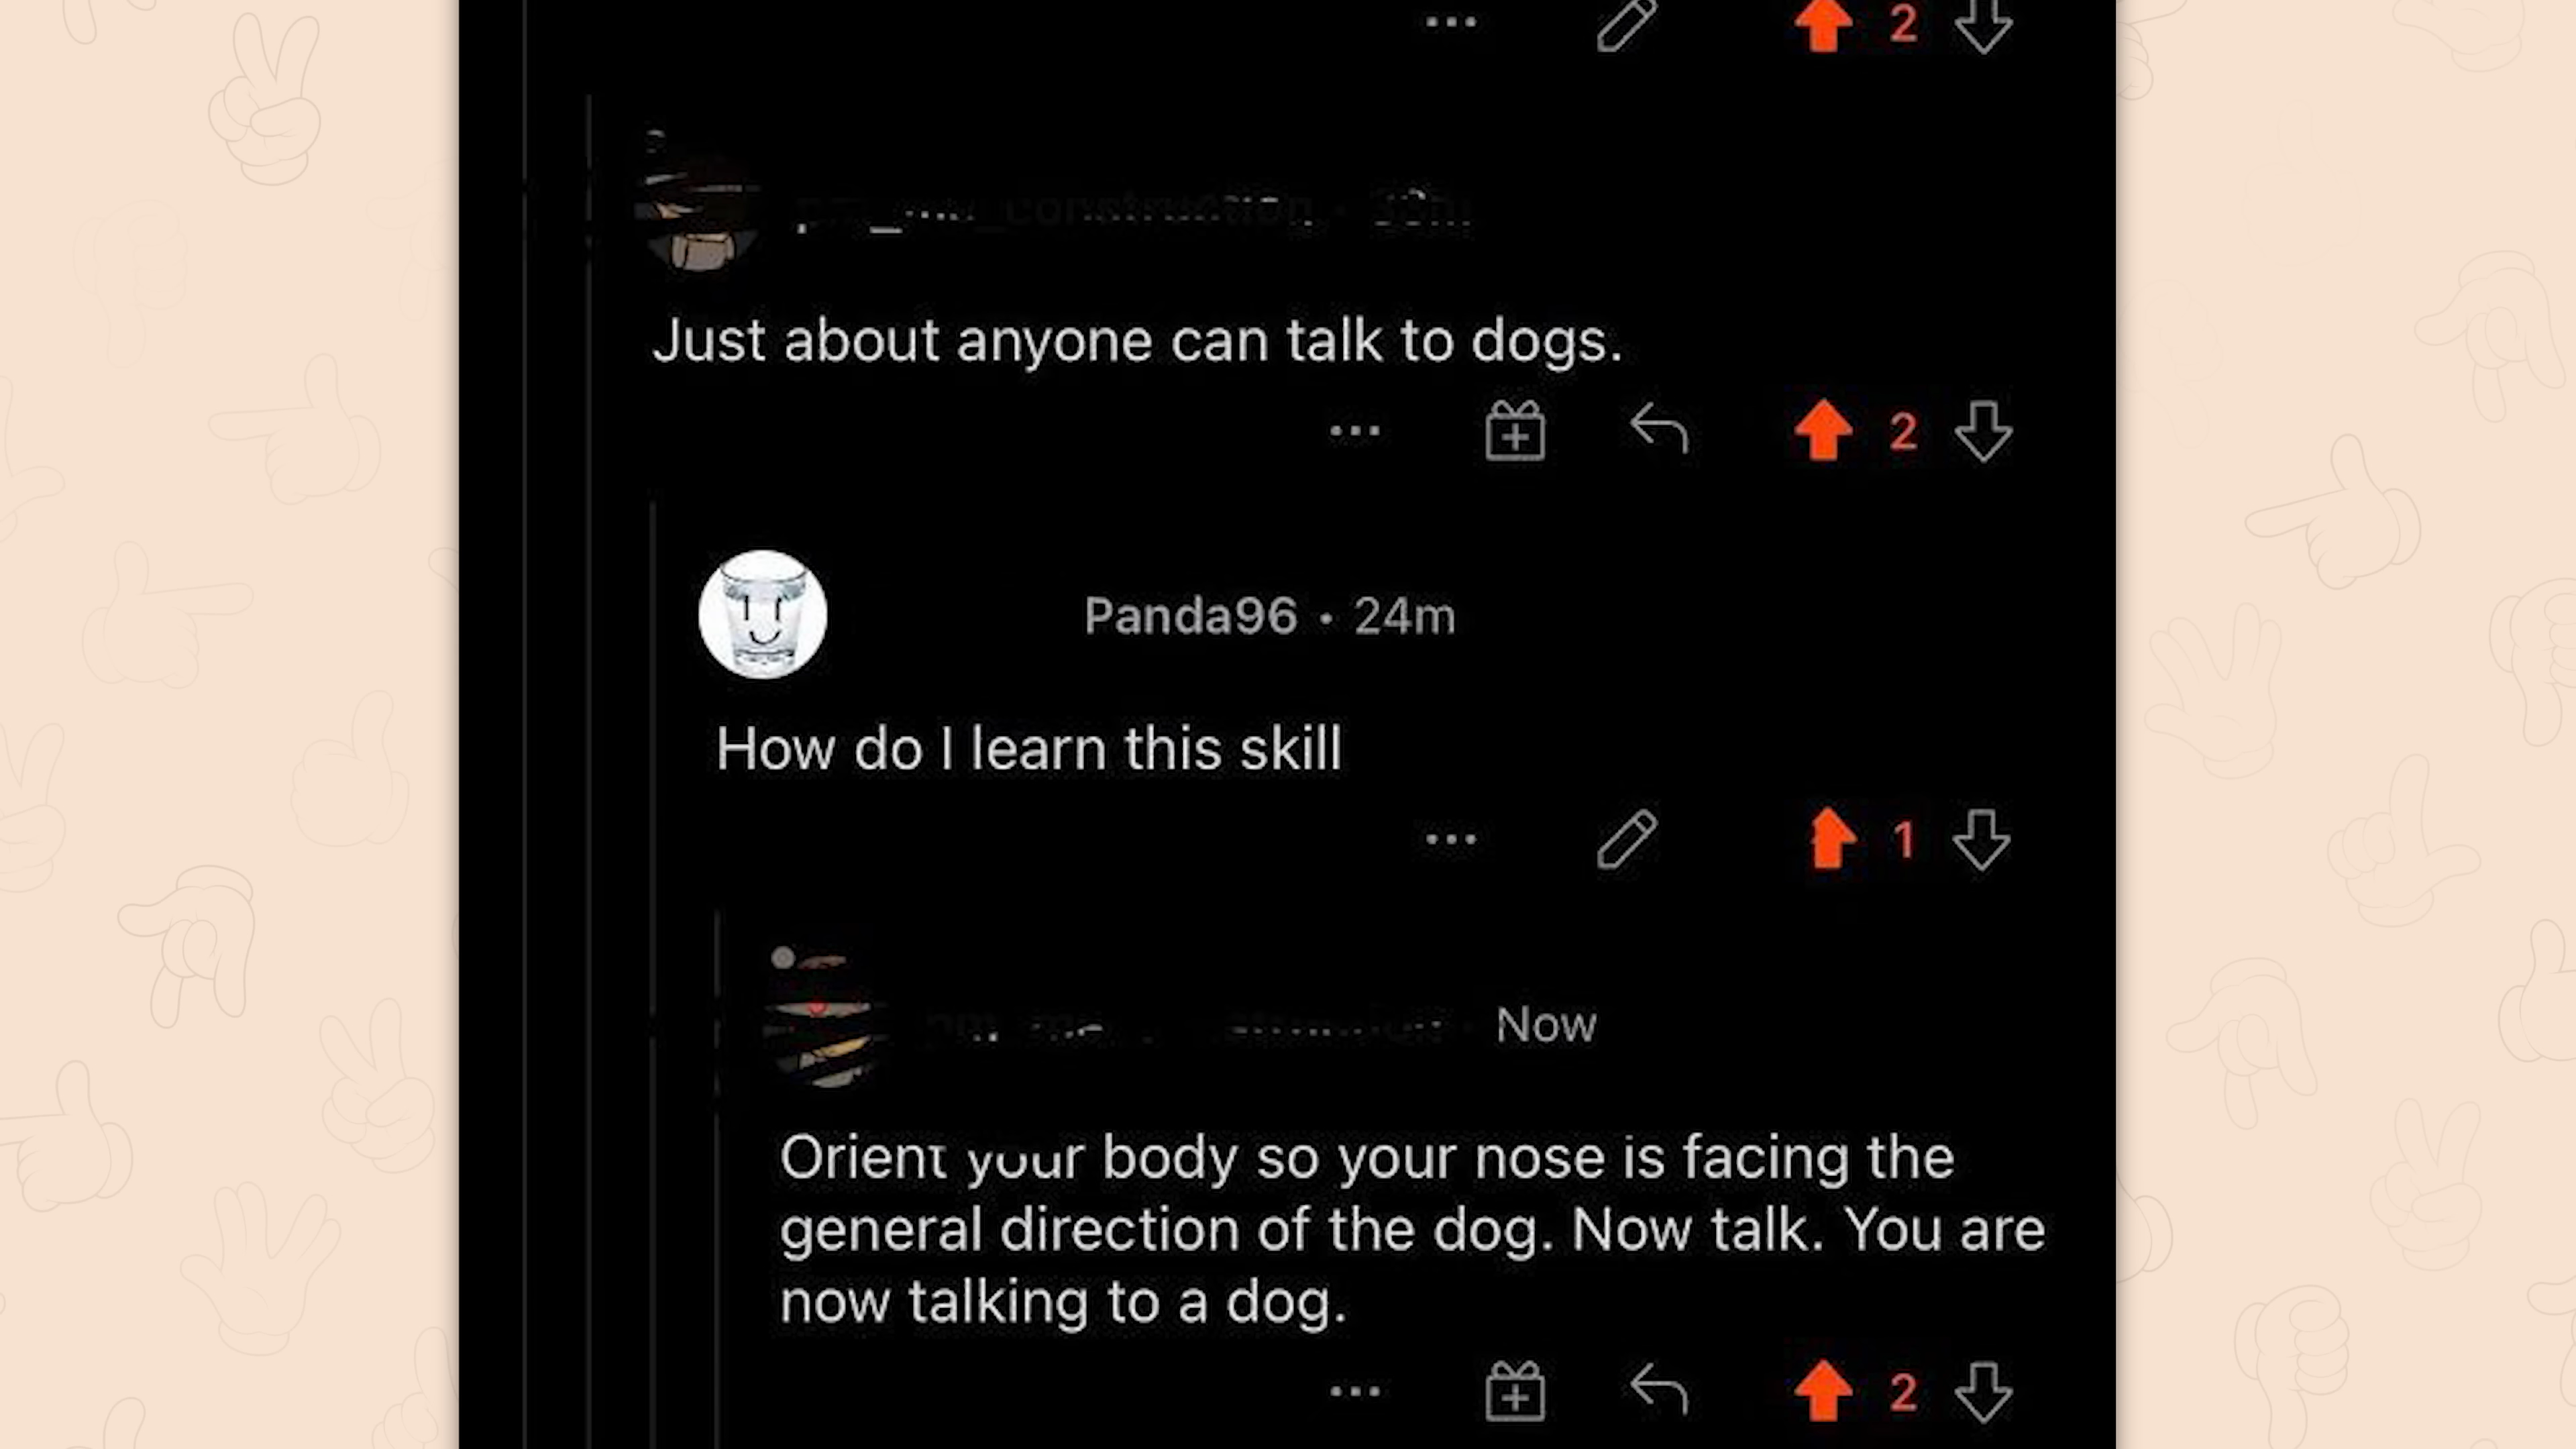 2
Just about anyone can talk to dogs.
2
Panda96 • 24m
How do I learn this skill
1
Now
Orient your body so your nose is facing the
general direction of the dog. Now talk. You are
now talking to a dog.
2